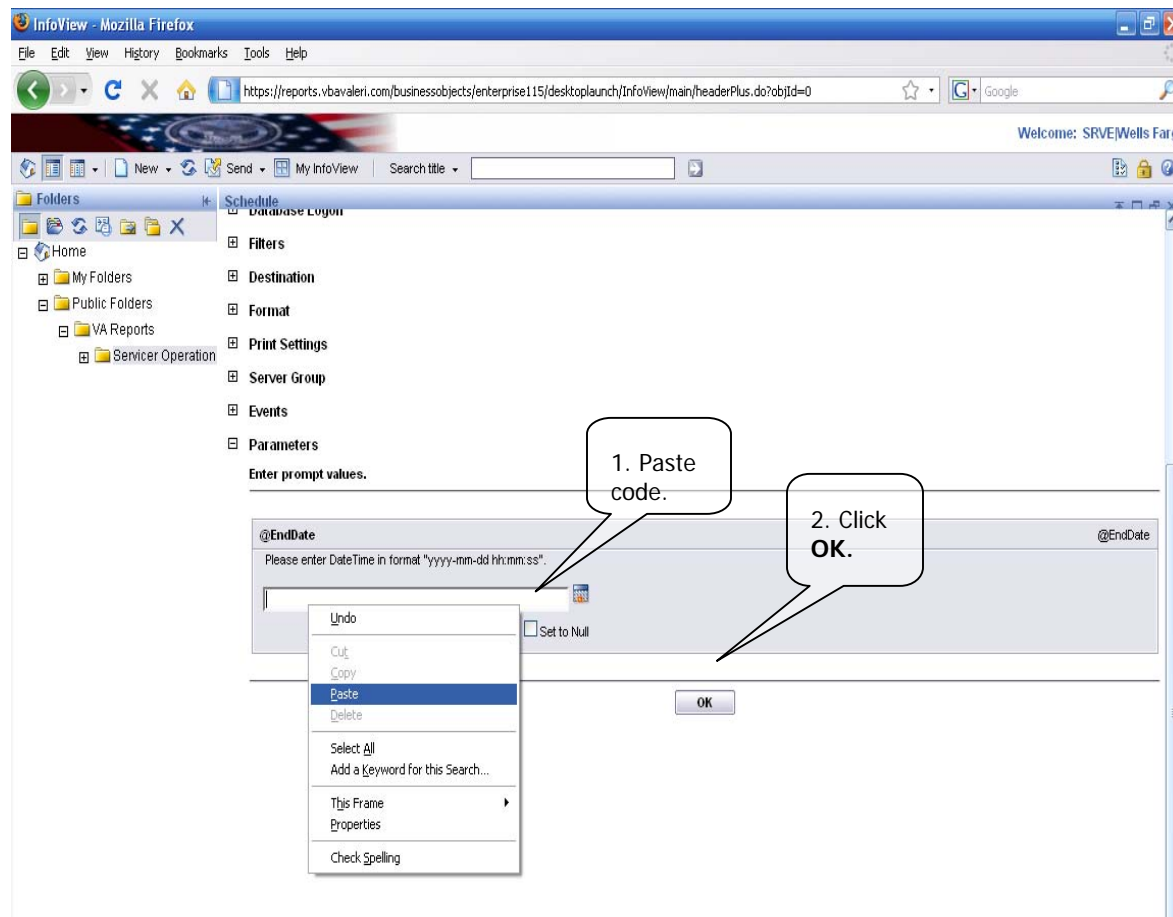 InfoView - Mozilla Firefox
File Edit View History Bookmarks Tools Help
https://reports.vbavaleri.com/businessobjects/enterprise115/desktoplaunch/InfoView/main/headerPlus.do?objId=0
G Google
Welcome: SRVE|Wells Farg
New Send My InfoView Search title
Folders
Schedule
Database Logon
Home
My Folders
Public Folders
VA Reports
Servicer Operation
Filters
Destination
Format
Print Settings
Server Group
Events
Parameters
Enter prompt values.
1. Paste
code.
2. Click
OK.
@EndDate @EndDate
Please enter DateTime in format "yyyy-mm-dd hh:mm:ss".
Set to Null
Undo
Cut
Copy
Paste
Delete
Select All
Add a Keyword for this Search...
This Frame
Properties
Check Spelling
OK